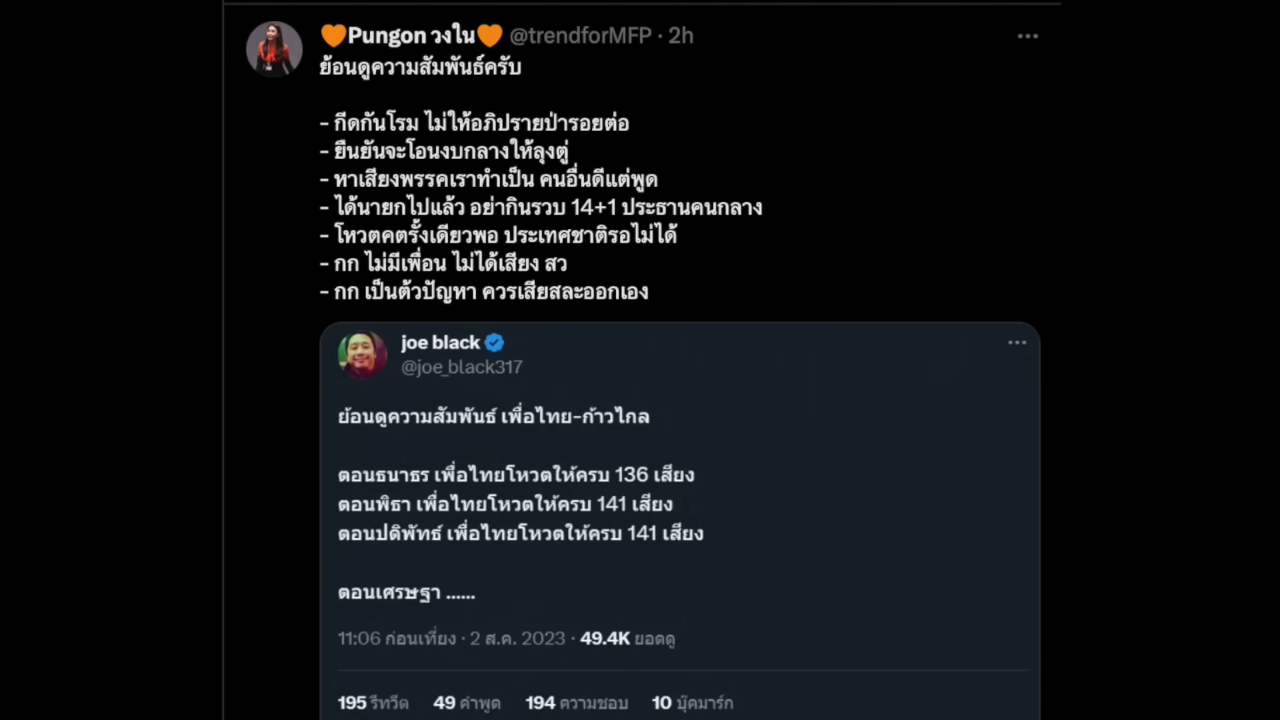 🧡Pungon วงใน🧡 @trendforMFP · 2h
ย้อนดูความสัมพันธ์ครับ
- กีดกันโรม ไม่ให้อภิปรายป่ารอยต่อ
- ยืนยันจะโอนงบกลางให้ลุงตู่
- หาเสียงพรรคเราทำเป็น คนอื่นดีแต่พูด
- ได้นายกไปแล้ว อย่ากินรวบ 14+1 ประธานคนกลาง
- โหวตคตรั้งเดียวพอ ประเทศชาติรอไม่ได้
- กก ไม่มีเพื่อน ไม่ได้เสียง สว
- กก เป็นต้วปัญหา ควรเสียสละออกเอง
joe black
@joe_black317
ย้อนดูความสัมพันธ์ เพื่อไทย-ก้าวไกล
ตอนธนาธร เพื่อไทยโหวตให้ครบ 136 เสียง
ตอนพิธา เพื่อไทยโหวตให้ครบ 141 เสียง
ตอนปดิพัทธ์ เพื่อไทยโหวตให้ครบ 141 เสียง
ตอนเศรษฐา ......
11:06 ก่อนเที่ยง · 2 ส.ค. 2023 · 49.4K ยอดดู
195 รีทวีต 49 คำพูด 194 ความชอบ 10 บุ๊คมาร์ก